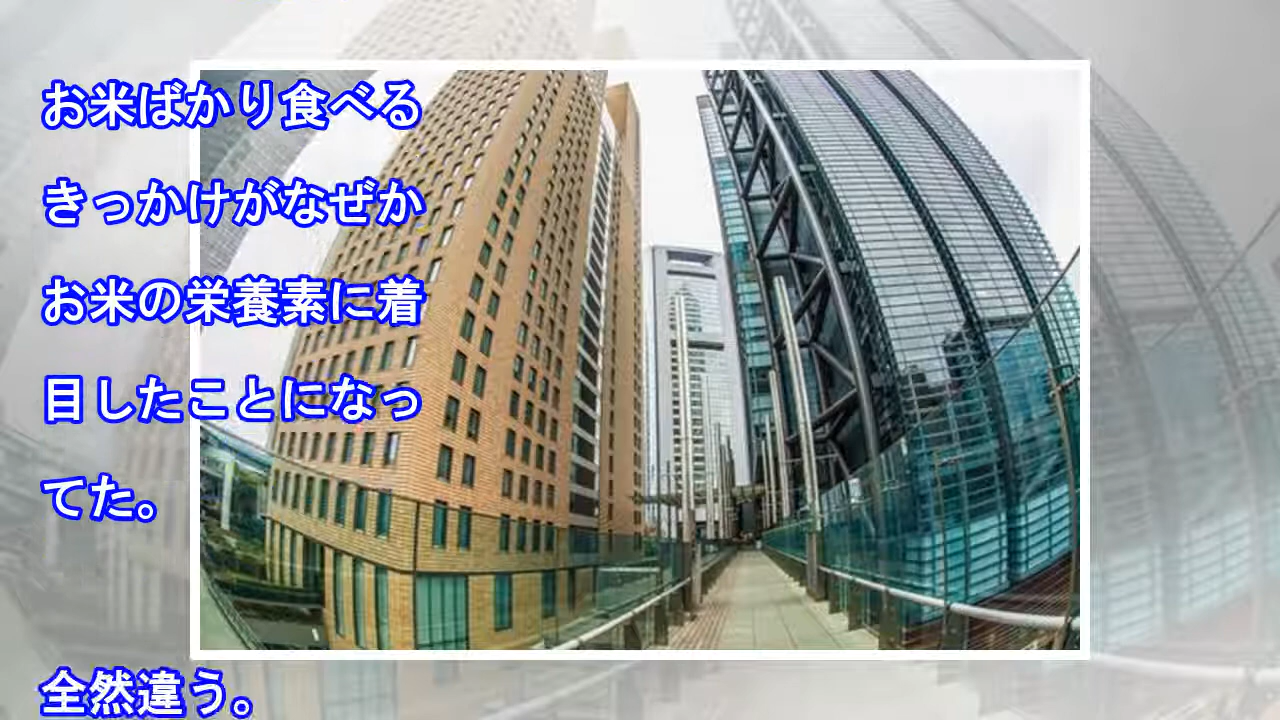 お米ばかり食べる
きっかけがなぜか
お米の栄養素に着
目したことになっ
てた。
全然違う。